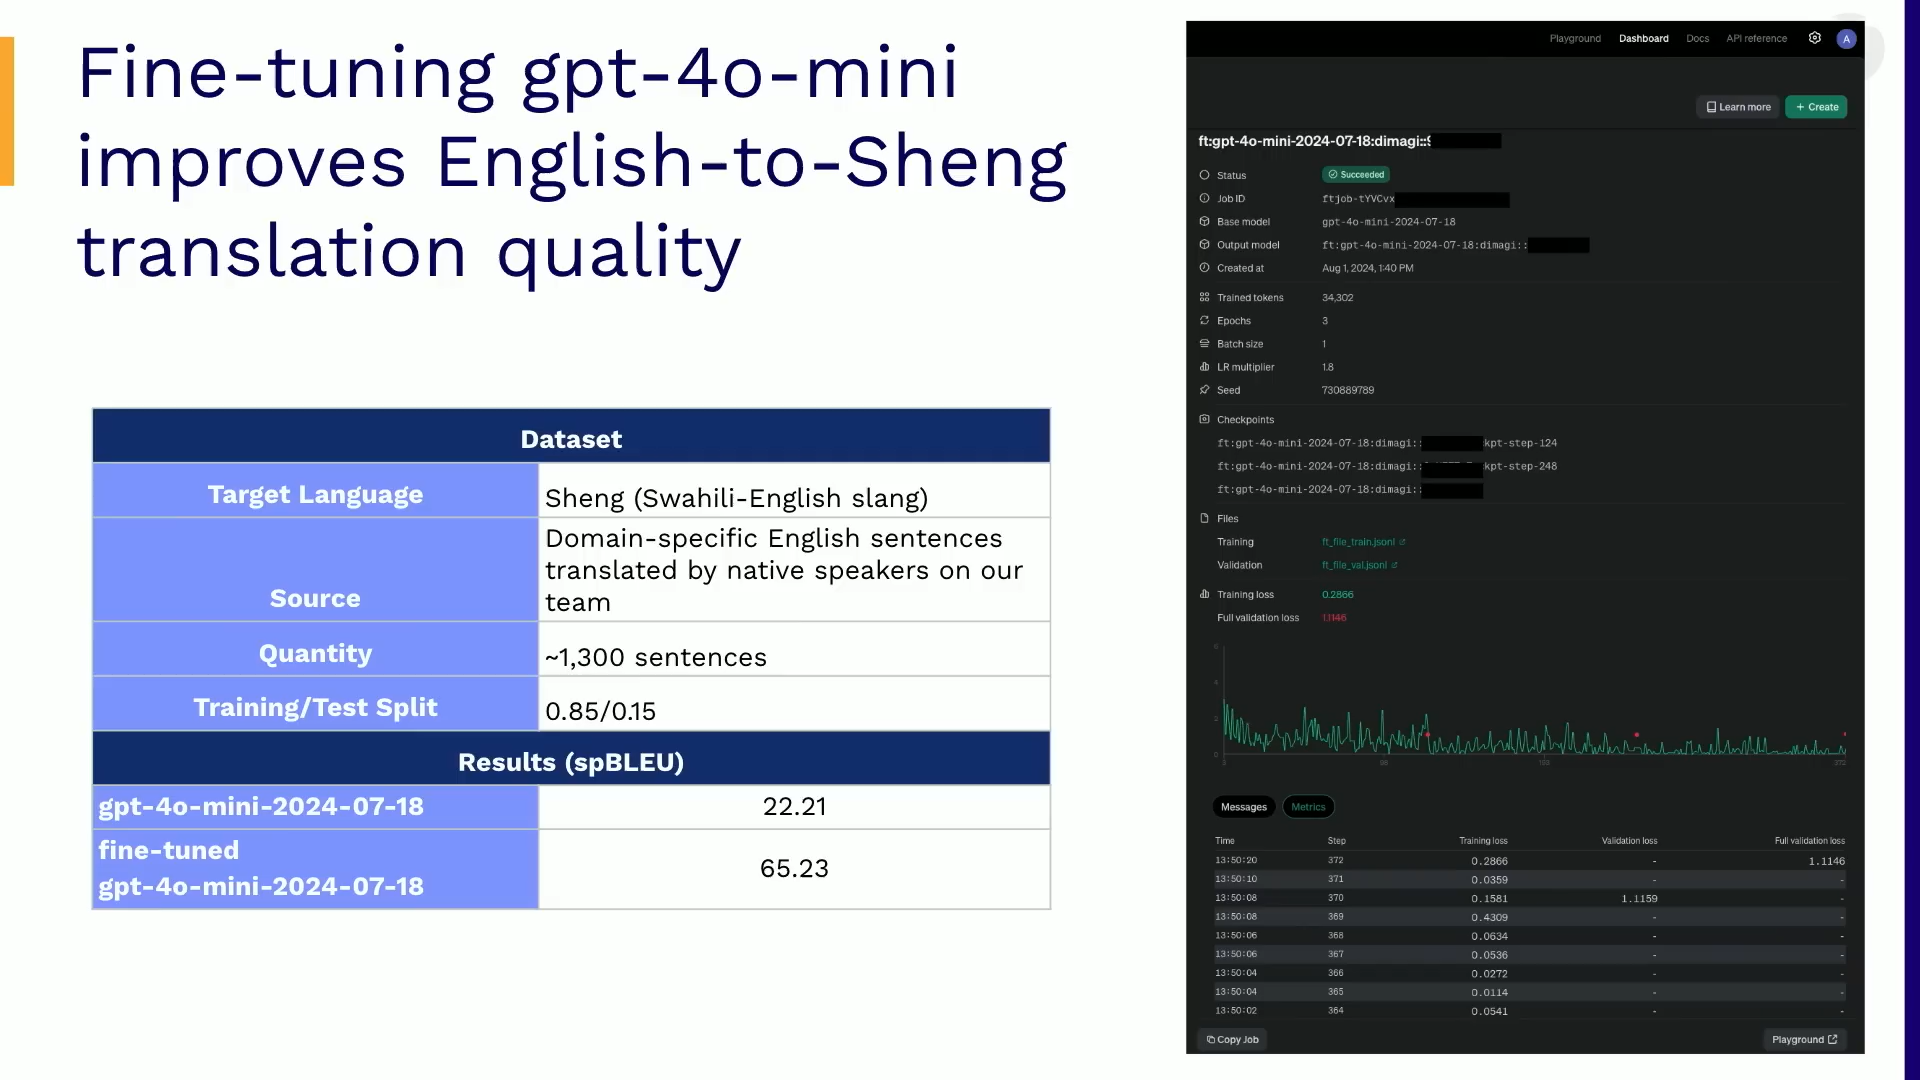 Fine-tuning gpt-4o-mini
improves English-to-Sheng
translation quality
Dataset
Target Language Sheng (Swahili-English slang)
Source Domain-specific English sentences
translated by native speakers on our
team
Quantity ~1,300 sentences
Training/Test Split 0.85/0.15
Results (spBLEU)
gpt-4o-mini-2024-07-18 22.21
fine-tuned
gpt-4o-mini-2024-07-18 65.23
Playground Dashboard Docs API reference A
Learn more + Create
ft:gpt-4o-mini-2024-07-18:dimagi::
Status Succeeded
Job ID ftjob-tYVCvx
Base model gpt-4o-mini-2024-07-18
Output model ft:gpt-4o-mini-2024-07-18:dimagi::
Created at Aug 1, 2024, 1:40 PM
Trained tokens 34,302
Epochs 3
Batch size 1
LR multiplier 1.8
Seed 730889789
Checkpoints
ft:gpt-4o-mini-2024-07-18:dimagi:: kpt-step-124
ft:gpt-4o-mini-2024-07-18:dimagi:: kpt-step-248
ft:gpt-4o-mini-2024-07-18:dimagi::
Files
Training ft_file_train.jsonl
Validation ft_file_val.jsonl
Training loss 0.2866
Full validation loss 1.1146
6
4
2
0
Messages Metrics
Time Step Training loss Validation loss Full validation loss
13:50:20 372 0.2866 - 1.1146
13:50:10 371 0.0359 - -
13:50:08 370 0.1581 1.1159 -
13:50:08 369 0.4309 - -
13:50:06 368 0.0634 - -
13:50:06 367 0.0536 - -
13:50:04 366 0.0272 - -
13:50:04 365 0.0114 - -
13:50:02 364 0.0541 - -
Copy Job Playground